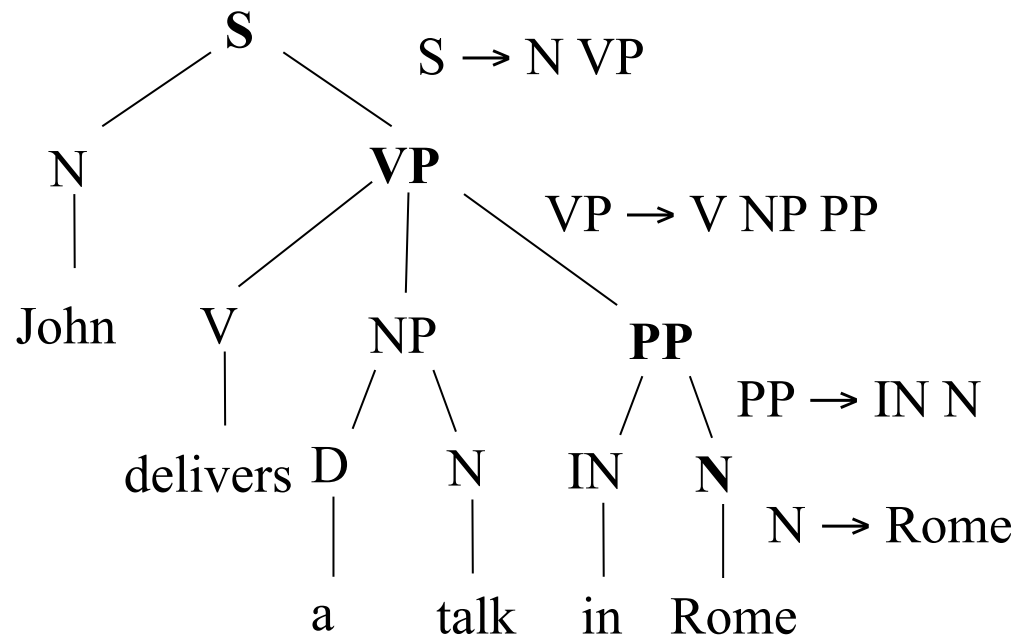 S
S → N VP
N
VP
VP → V NP PP
John
V
NP
PP
PP → IN N
delivers
D
N
IN
N
N → Rome
a
talk
in
Rome